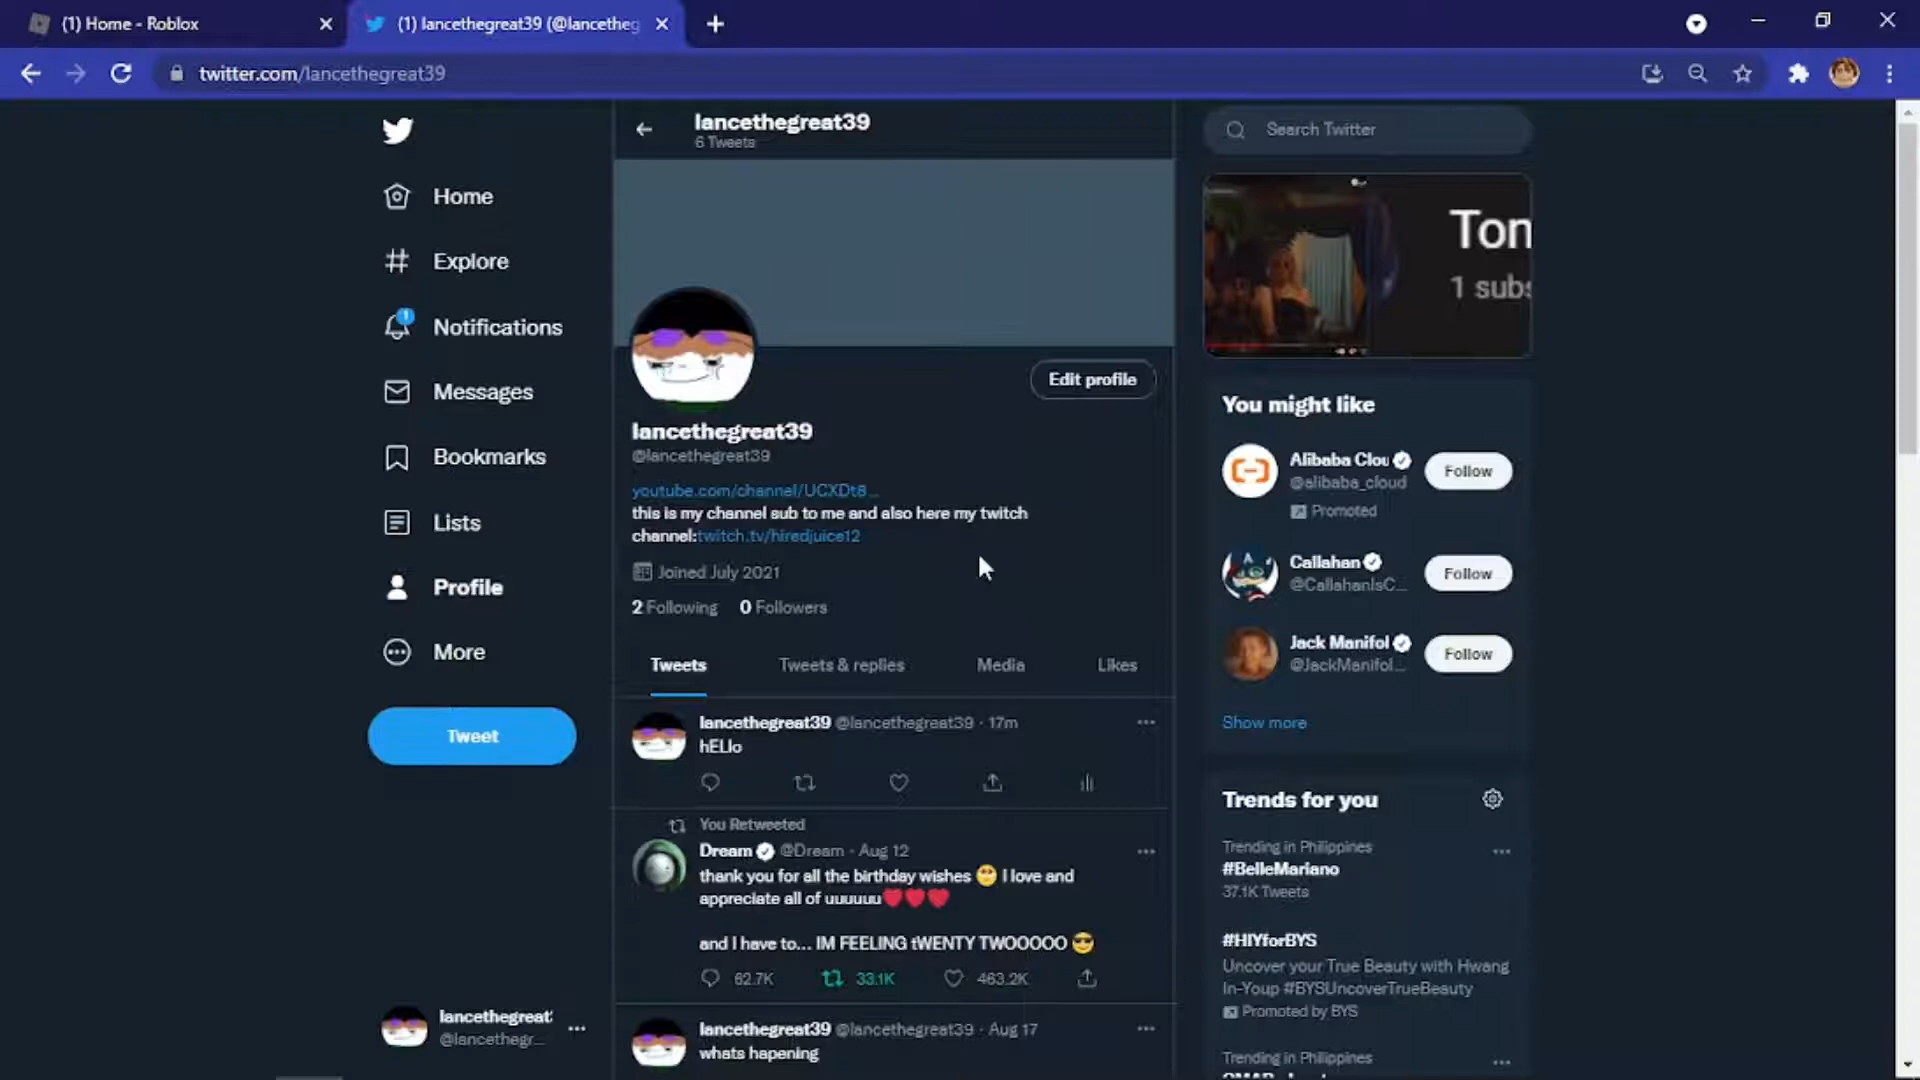 (1) Home - Roblox
(1) lancethegreat39 (@lancetheg
twitter.com/lancethegreat39
lancethegreat39
6 Tweets
Search Twitter
Home
Explore
Notifications
Messages
Bookmarks
Lists
Profile
More
Tweet
lancethegreat:
@lancethegr...
Edit profile
lancethegreat39
@lancethegreat39
youtube.com/channel/UCXDt8...
this is my channel sub to me and also here my twitch
channel:twitch.tv/hiredjuice12
Joined July 2021
2 Following 0 Followers
Tweets
Tweets & replies
Media
Likes
lancethegreat39 @lancethegreat39 · 17m
hELlo
You Retweeted
Dream @Dream · Aug 12
thank you for all the birthday wishes 🥺 I love and
appreciate all of uuuuuu❤❤❤
and I have to... IM FEELING tWENTY TWOOOOO 😎
62.7K 33.1K 463.2K
lancethegreat39 @lancethegreat39 · Aug 17
whats hapening
Ton
1 subs
You might like
Alibaba Clou
@alibaba_cloud
Follow
Promoted
Callahan
@CallahanIsC...
Follow
Jack Manifol
@JackManifol...
Follow
Show more
Trends for you
Trending in Philippines
#BelleMariano
37.1K Tweets
#HIYforBYS
Uncover your True Beauty with Hwang
In-Youp #BYSUncoverTrueBeauty
Promoted by BYS
Trending in Philippines